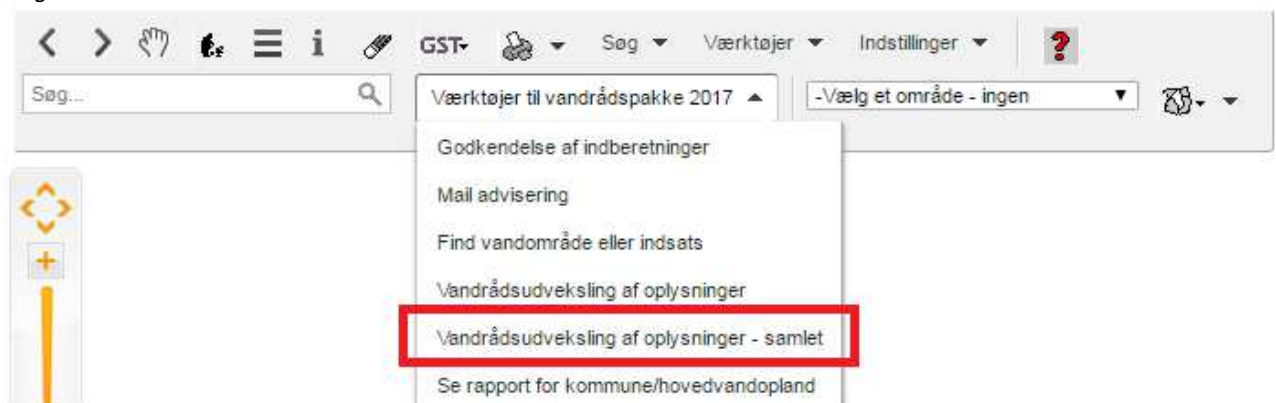 GST Søg Værktøjer Indstillinger ?
Søg... Værktøjer til vandrådspakke 2017 -Vælg et område - ingen
Godkendelse af indberetninger
Mail advisering
Find vandområde eller indsats
Vandrådsudveksling af oplysninger
Vandrådsudveksling af oplysninger - samlet
Se rapport for kommune/hovedvandopland